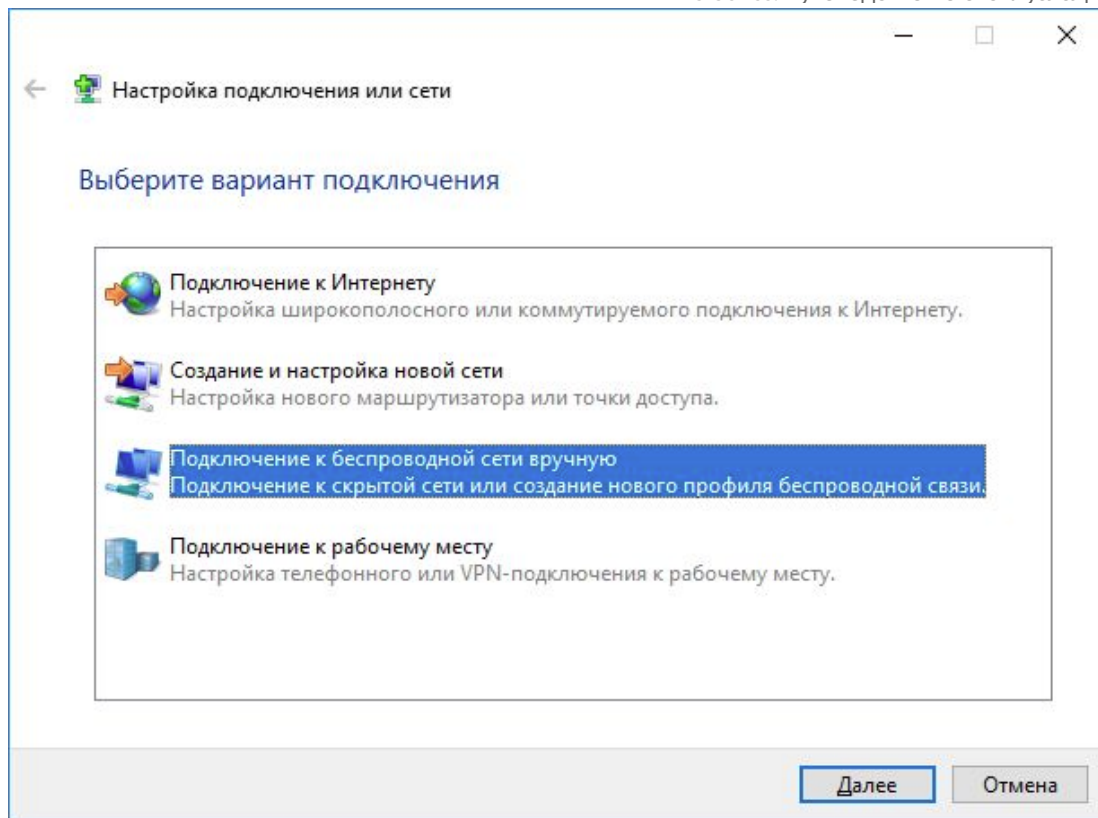 Настройка подключения или сети
Выберите вариант подключения
Подключение к Интернету
Настройка широкополосного или коммутируемого подключения к Интернету.
Создание и настройка новой сети
Настройка нового маршрутизатора или точки доступа.
Подключение к беспроводной сети вручную
Подключение к скрытой сети или создание нового профиля беспроводной связи.
Подключение к рабочему месту
Настройка телефонного или VPN-подключения к рабочему месту.
Далее
Отмена